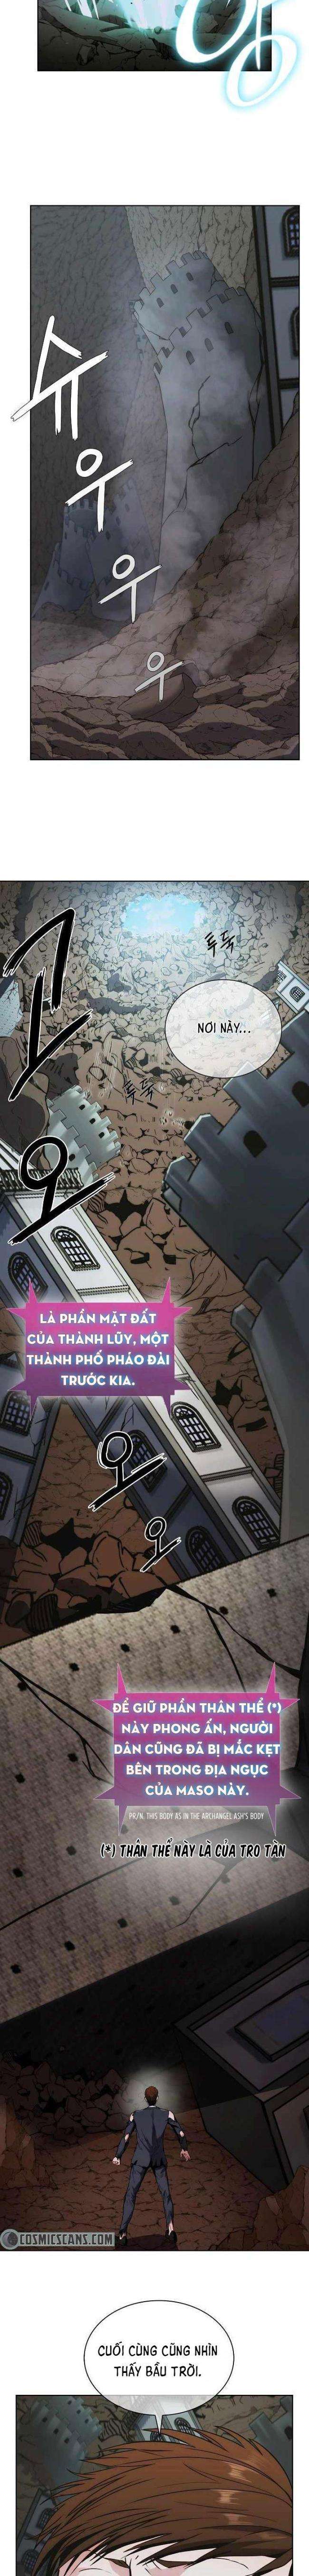 슈
우
우
우
투둑
고
NƠI NÀY...
투둑
오
LÀ PHẦN MẶT ĐẤT
CỦA THÀNH LŨY, MỘT
THÀNH PHỐ PHÁO ĐÀI
TRƯỚC KIA.
오
오
ĐỂ GIỮ PHẦN THÂN THỂ (*)
NÀY PHONG ẤN, NGƯỜI
DÂN CŨNG ĐÃ BỊ MẮC KẸT
BÊN TRONG ĐỊA NGỤC
CỦA MASO NÀY.
PR/N: THIS BODY AS IN THE ARCHANGEL ASH'S BODY
(*) THÂN THỂ NÀY LÀ CỦA TRO TÀN
COSMICSCANS.COM
CUỐI CÙNG CŨNG NHÌN
THẤY BẦU TRỜI.